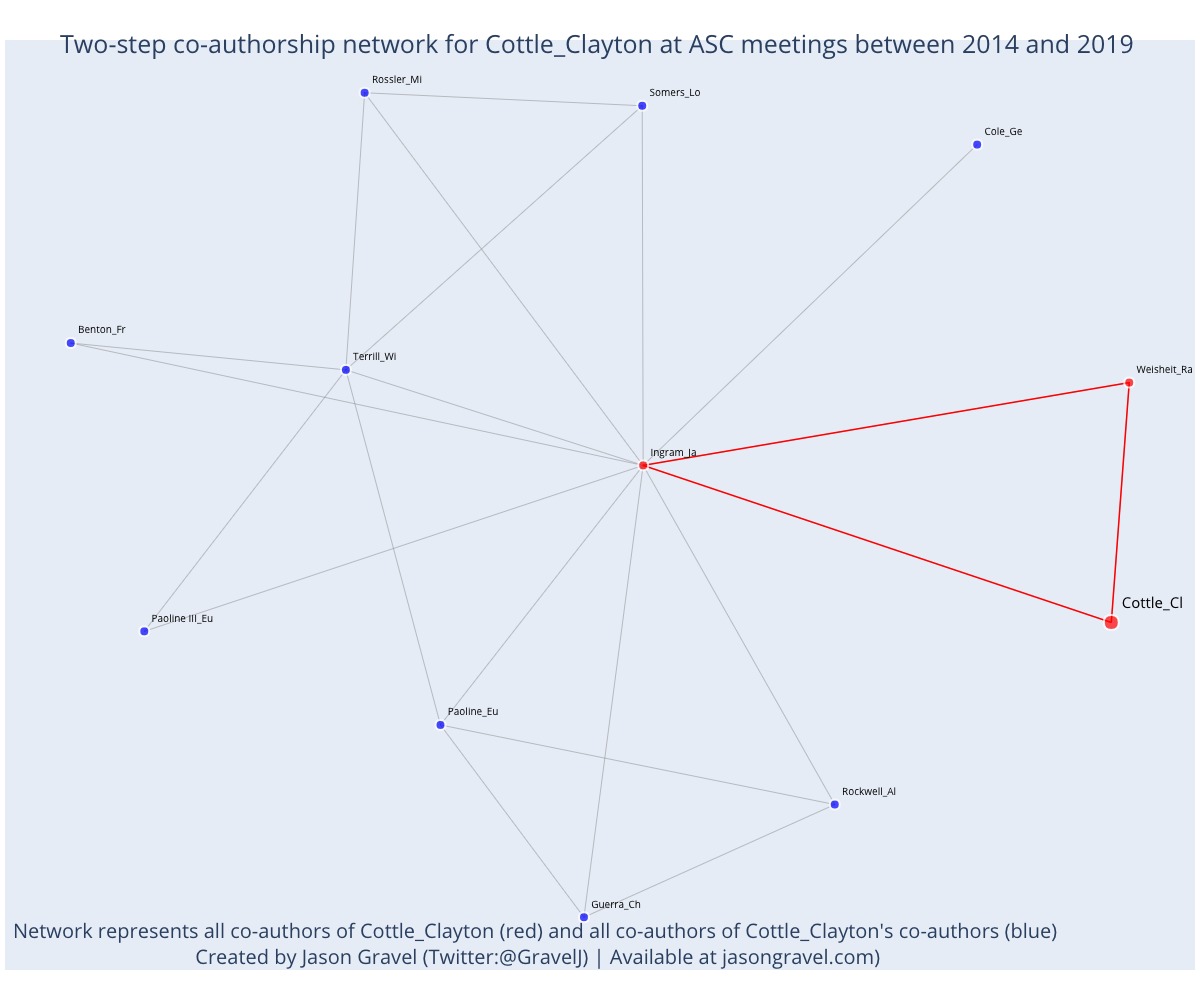 Two-step co-authorship network for Cottle_Clayton at ASC meetings between 2014 and 2019
Rossler_Mi
Somers_Lo
Cole_Ge
Benton_Fr
Terrill_Wi
Weisheit_Ra
Ingram_Ja
Cottle_Cl
Paoline III_Eu
Paoline_Eu
Rockwell_Al
Guerra_Ch
Network represents all co-authors of Cottle_Clayton (red) and all co-authors of Cottle_Clayton's co-authors (blue)
Created by Jason Gravel (Twitter:@GravelJ) | Available at jasongravel.com)